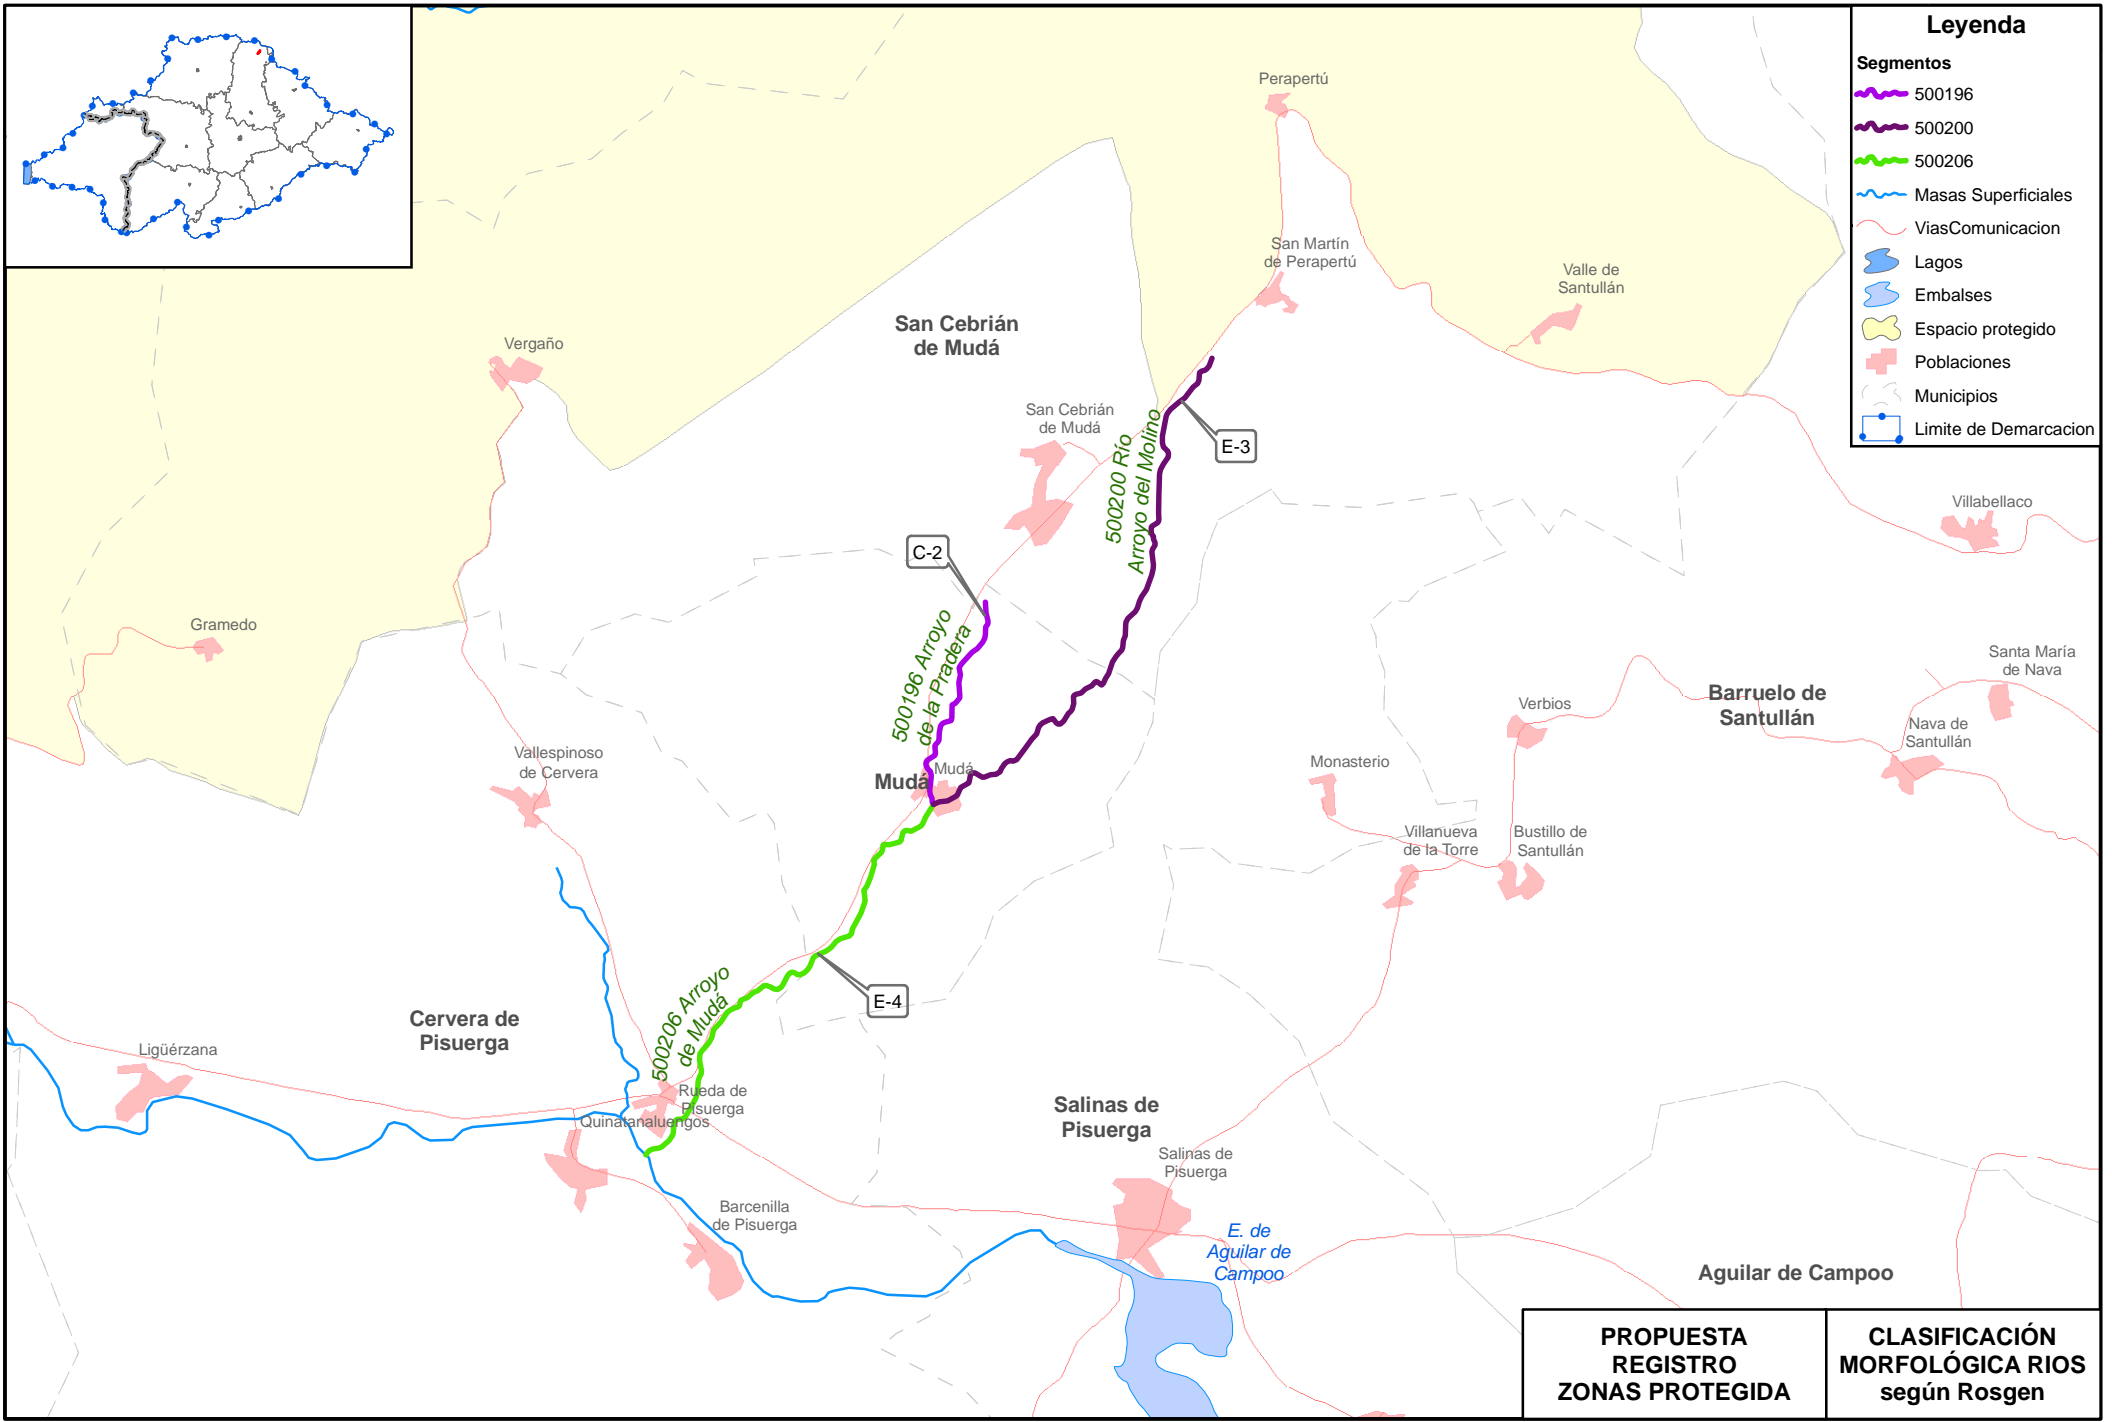 Leyenda
Segmentos
500196
500200
500206
Masas Superficiales
ViasComunicacion
Lagos
Embalses
Espacio protegido
Poblaciones
Municipios
Limite de Demarcacion
Perapertú
San Martín
de Perapertú
Valle de
Santullán
San Cebrián
de Mudá
Vergaño
San Cebrián
de Mudá
500200 Río
Arroyo del Molino
E-3
Villabellaco
C-2
Gramedo
500196 Arroyo
de la Pradera
Santa María
de Nava
Barruelo de
Santullán
Verbios
Nava de
Santullán
Vallespinoso
de Cervera
Mudá
Mudá
Monasterio
Villanueva
de la Torre
Bustillo de
Santullán
E-4
500206 Arroyo
de Mudá
Cervera de
Pisuerga
Ligüérzana
Rueda de
Pisuerga
Quinatanaluengos
Salinas de
Pisuerga
Salinas de
Pisuerga
Barcenilla
de Pisuerga
E. de
Aguilar de
Campoo
Aguilar de Campoo
PROPUESTA
REGISTRO
ZONAS PROTEGIDA
CLASIFICACIÓN
MORFOLÓGICA RIOS
según Rosgen